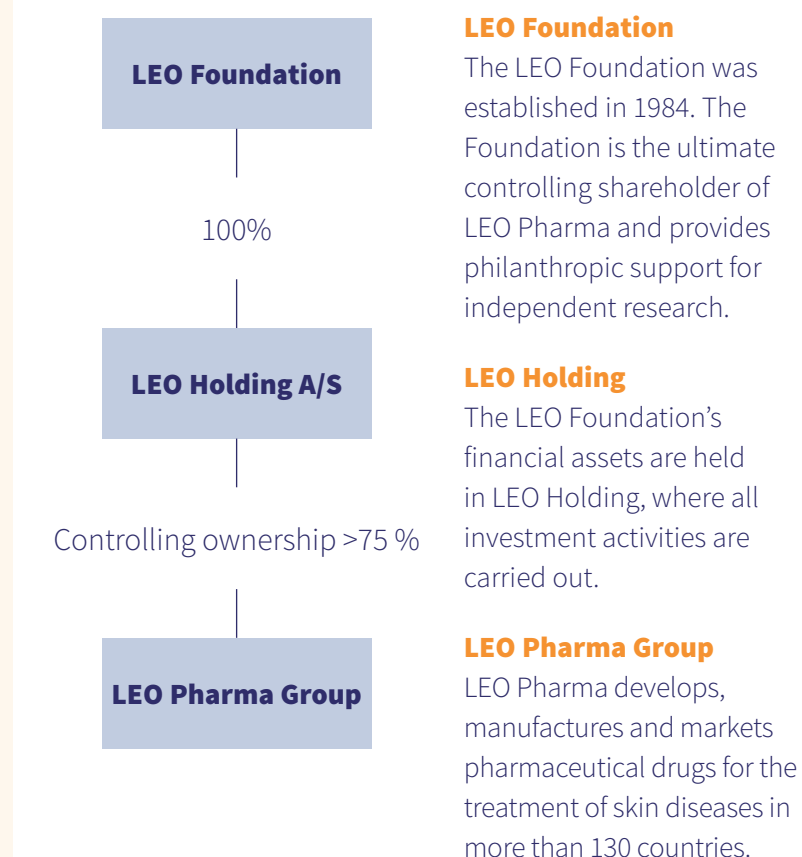 LEO Foundation
100%
LEO Holding A/S
Controlling ownership >75 %
LEO Pharma Group
LEO Foundation
The LEO Foundation was
established in 1984. The
Foundation is the ultimate
controlling shareholder of
LEO Pharma and provides
philanthropic support for
independent research.
LEO Holding
The LEO Foundation’s
financial assets are held
in LEO Holding, where all
investment activities are
carried out.
LEO Pharma Group
LEO Pharma develops,
manufactures and markets
pharmaceutical drugs for the
treatment of skin diseases in
more than 130 countries.